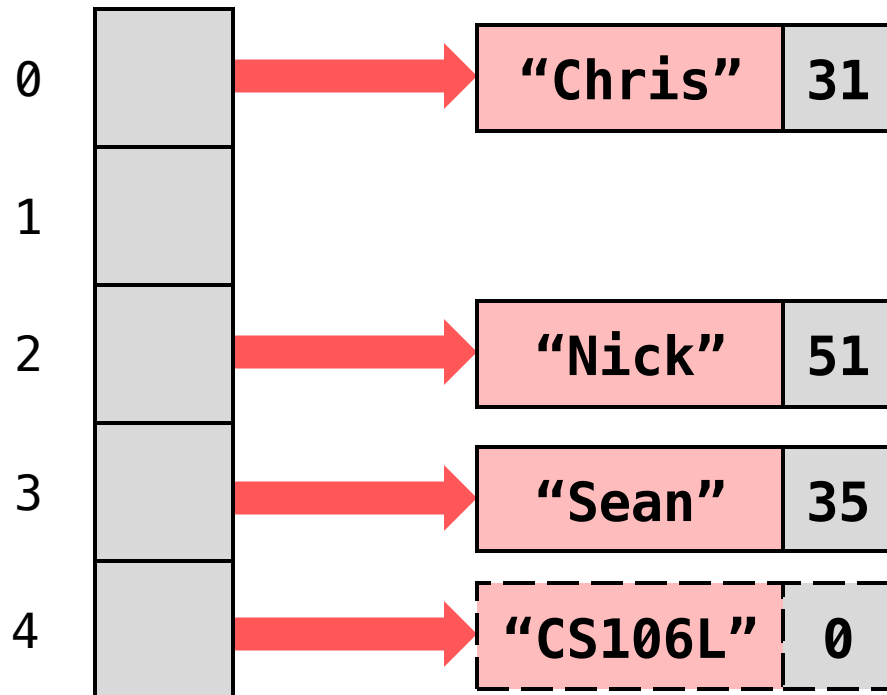 0 “Chris” 31
1
2 “Nick” 51
3 “Sean” 35
4 “CS106L” 0